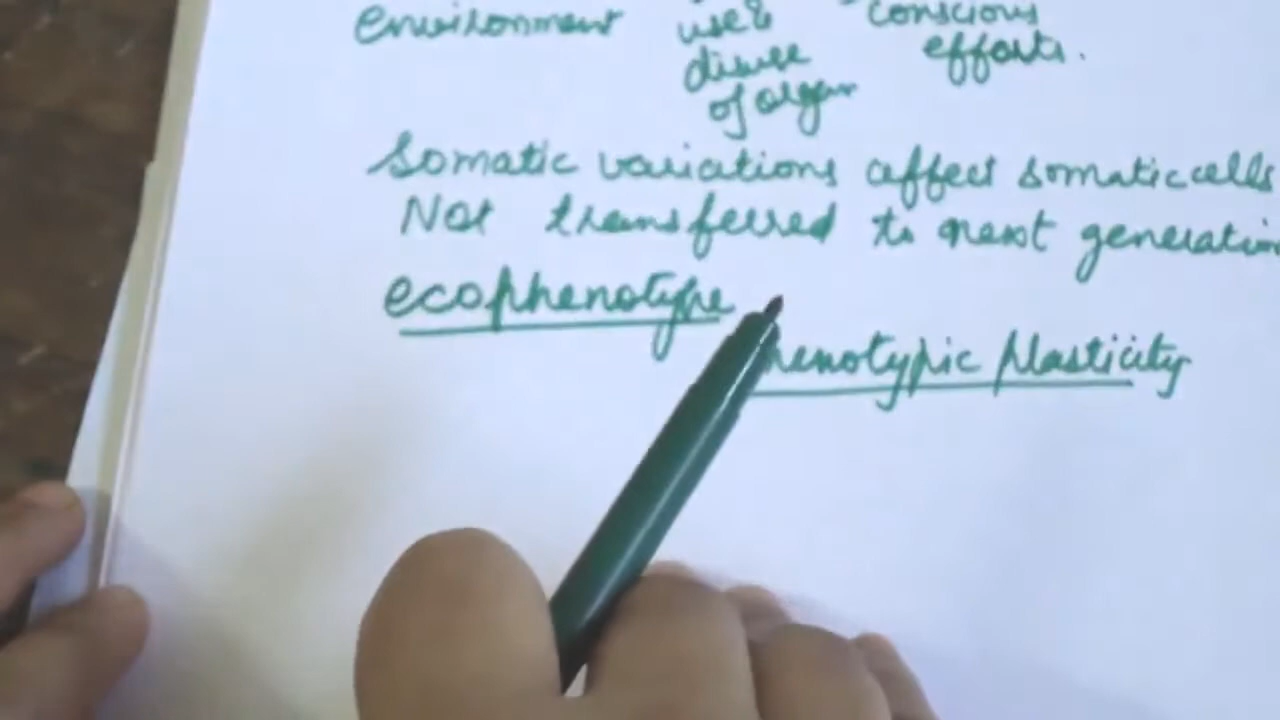 environment use & conscious
disuse efforts.
of organ
Somatic variations affect somatic cells
Not transferred to next generation
ecophenotype
henotypic plasticity